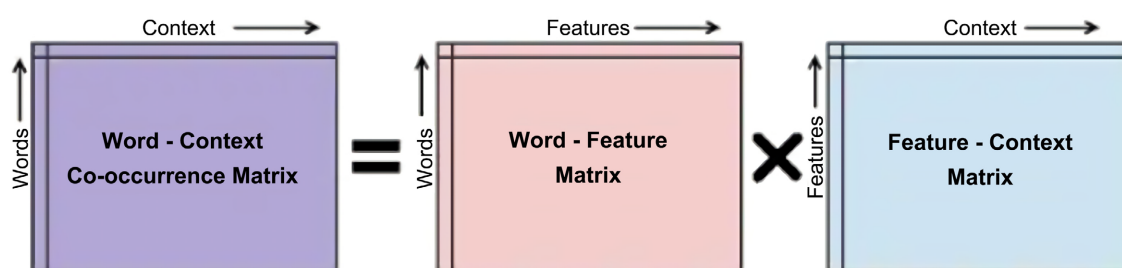 Context
Features
Context
Words
Word - Context
Co-occurrence Matrix
Words
Word - Feature
Matrix
Features
Feature - Context
Matrix